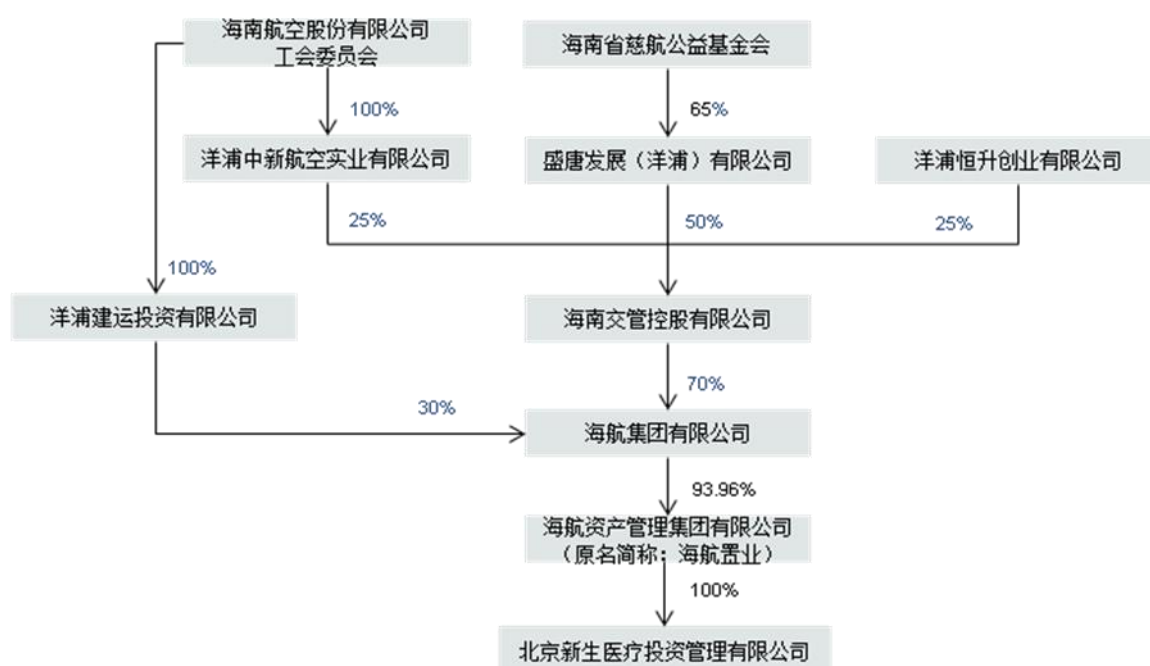 海南航空股份有限公司
工会委员会
海南省慈航公益基金会
100%
65%
洋浦中新航空实业有限公司
盛唐发展（洋浦）有限公司
洋浦恒升创业有限公司
25%
50%
25%
100%
洋浦建运投资有限公司
海南交管控股有限公司
70%
30%
海航集团有限公司
93.96%
海航资产管理集团有限公司
（原名简称：海航置业）
100%
北京新生医疗投资管理有限公司